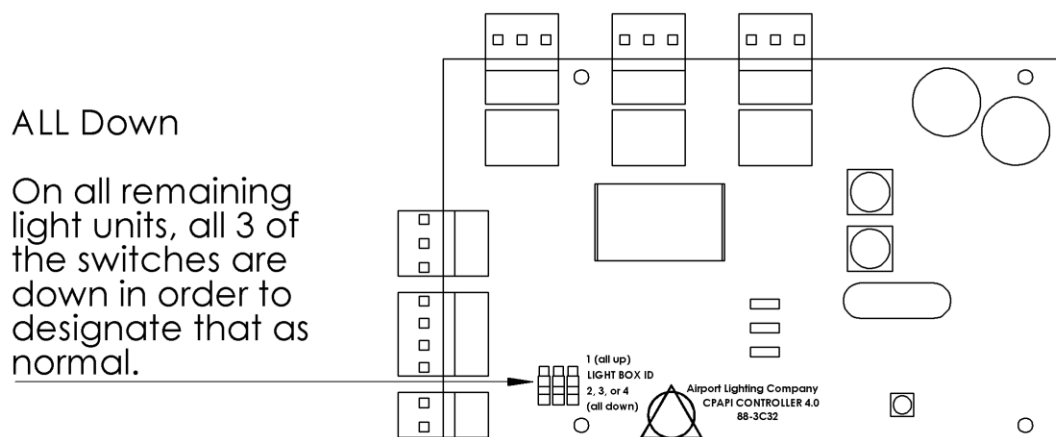 ALL Down
On all remaining
light units, all 3 of
the switches are
down in order to
designate that as
normal.
1 (all up)
LIGHT BOX ID
2, 3, or 4
(all down)
Airport Lighting Company
CPAPI CONTROLLER 4.0
88-3C32